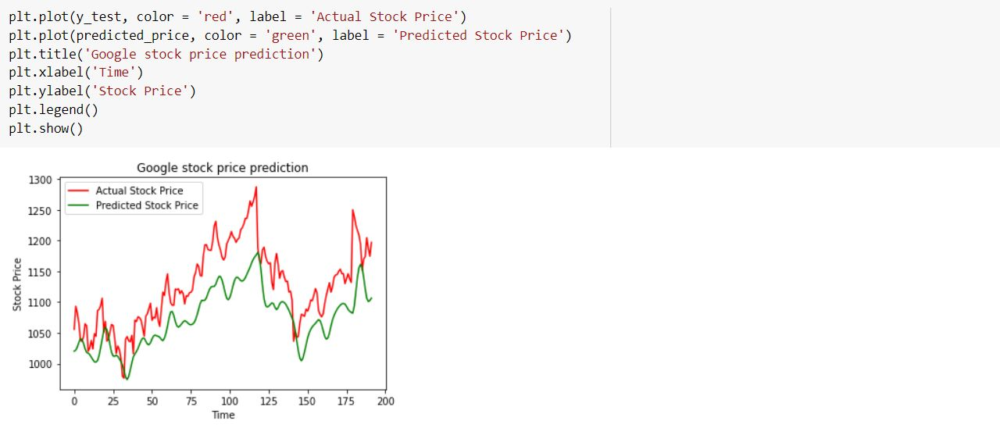 plt.plot(y_test, color = 'red', label = 'Actual Stock Price')
plt.plot(predicted_price, color = 'green', label = 'Predicted Stock Price')
plt.title('Google stock price prediction')
plt.xlabel('Time')
plt.ylabel('Stock Price')
plt.legend()
plt.show()
Google stock price prediction
Actual Stock Price
Predicted Stock Price
Stock Price
1300
1250
1200
1150
1100
1050
1000
0 25 50 75 100 125 150 175 200
Time